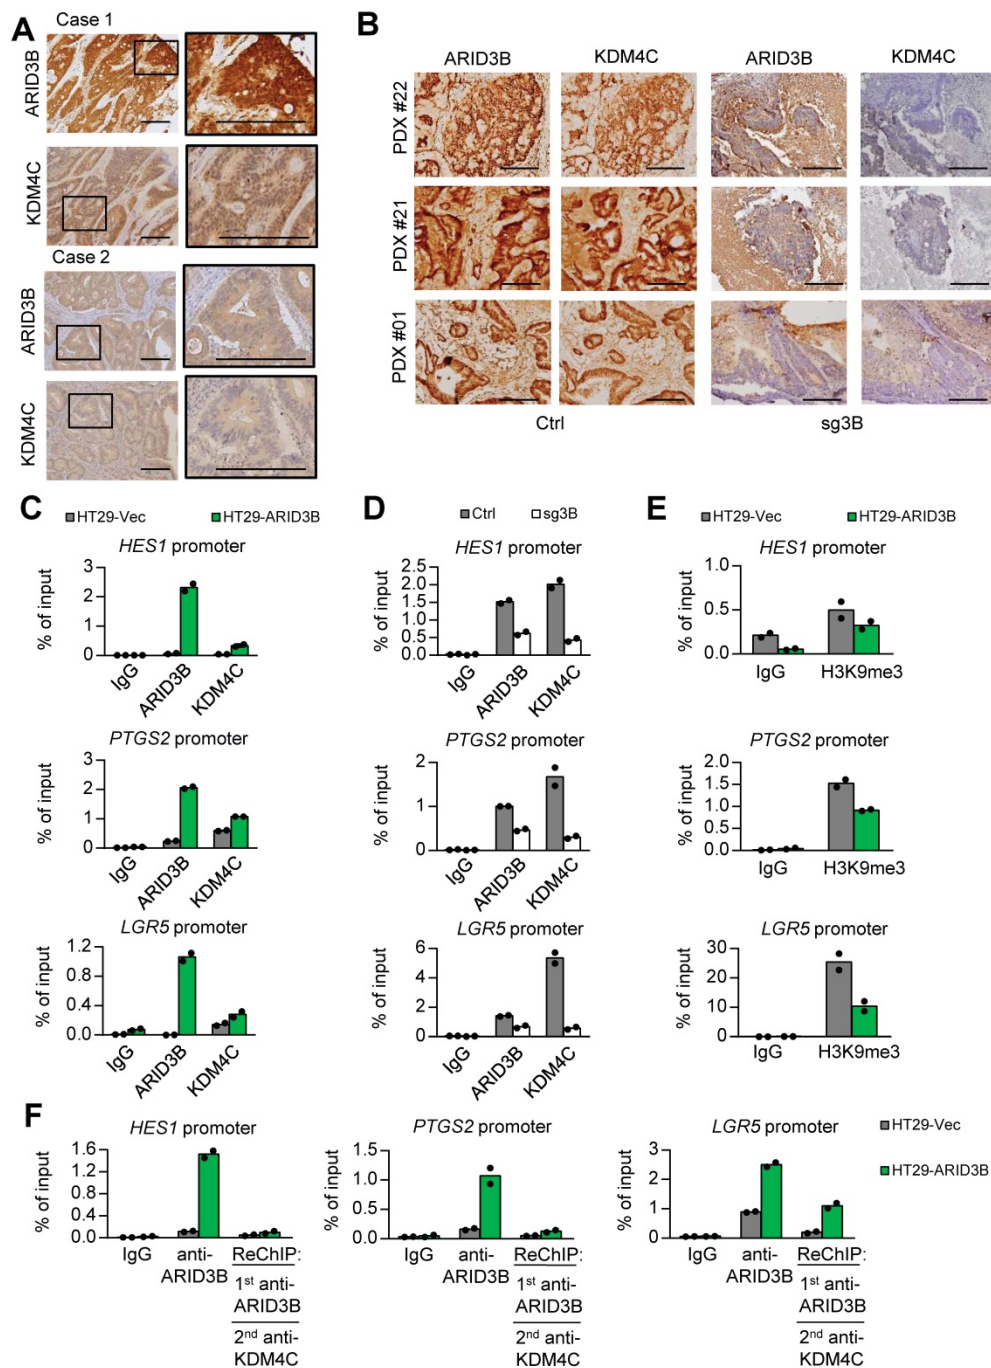 A
Case 1
ARID3B
KDM4C
Case 2
ARID3B
KDM4C
B
ARID3B
KDM4C
ARID3B
KDM4C
PDX #22
PDX #21
PDX #01
Ctrl
sg3B
C
HT29-Vec
HT29-ARID3B
HES1 promoter
% of input
3
2
1
0
IgG
ARID3B
KDM4C
PTGS2 promoter
% of input
3
2
1
0
IgG
ARID3B
KDM4C
LGR5 promoter
% of input
1.2
0.8
0.4
0
IgG
ARID3B
KDM4C
D
Ctrl
sg3B
HES1 promoter
% of input
2.5
2.0
1.5
1.0
0.5
0
IgG
ARID3B
KDM4C
PTGS2 promoter
% of input
2
1
0
IgG
ARID3B
KDM4C
LGR5 promoter
% of input
6
4
2
0
IgG
ARID3B
KDM4C
E
HT29-Vec
HT29-ARID3B
HES1 promoter
% of input
1.0
0.5
0.0
IgG
H3K9me3
PTGS2 promoter
% of input
2.0
1.5
1.0
0.5
0.0
IgG
H3K9me3
LGR5 promoter
% of input
30
20
10
0
IgG
H3K9me3
F
HES1 promoter
% of input
1.6
1.2
0.8
0.4
0.0
IgG
anti-
ARID3B
ReChIP:
1st anti-
ARID3B
2nd anti-
KDM4C
PTGS2 promoter
% of input
1.6
1.2
0.8
0.4
0.0
IgG
anti-
ARID3B
ReChIP:
1st anti-
ARID3B
2nd anti-
KDM4C
LGR5 promoter
% of input
3
2
1
0
IgG
anti-
ARID3B
ReChIP:
1st anti-
ARID3B
2nd anti-
KDM4C
HT29-Vec
HT29-ARID3B